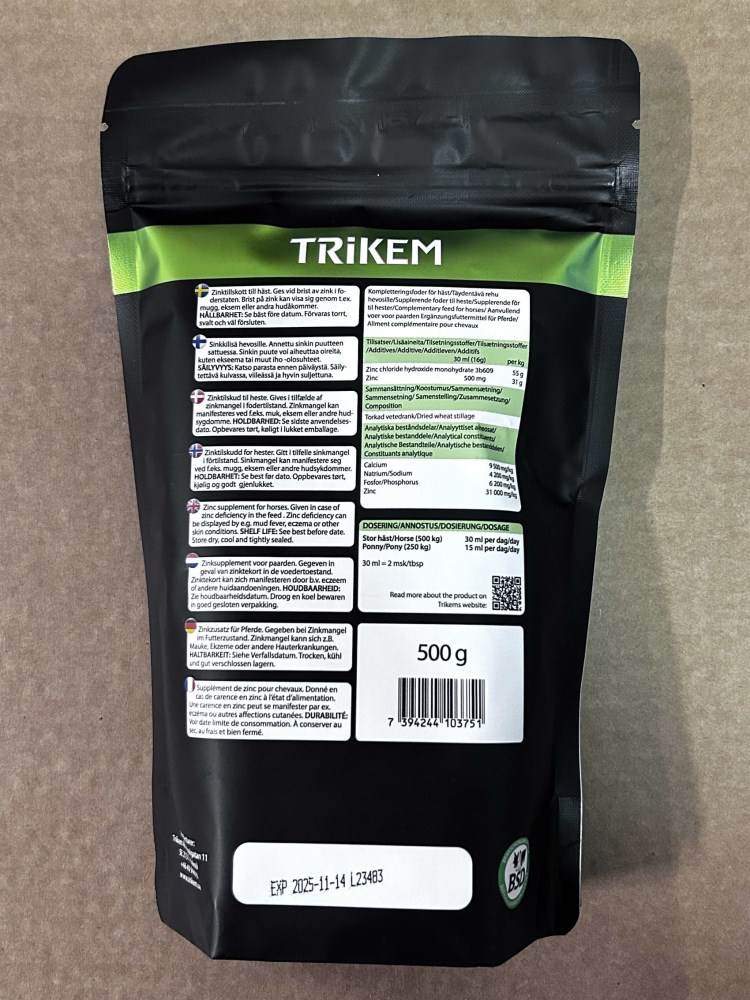 TRiKEM
Zinktillskott till häst. Ges vid brist av zink i fo-
derstaten. Brist på zink kan visa sig genom t.ex.
mugg, eksem eller andra hudåkommer.
HÅLLBARHET: Se bäst före datum. Förvaras torrt,
svalt och väl försluten.
Sinkkilisä hevosille. Annettu sinkin puutteen
sattuessa. Sinkin puute voi aiheuttaa oireita,
kuten ekseema tai muut iho -olosuhteet.
SÄILYVYYS: Katso parasta ennen päiväystä. Säily-
tettävä kuivassa, viileässä ja hyvin suljettuna.
Zinktilskud til heste. Gives i tilfælde af
zinkmangel i foderstilstand. Zinkmangel kan
manifesteres ved f.eks. muk, eksem eller andre hud-
sygdomme. HOLDBARHED: Se sidste anvendelses-
dato. Opbevares tørt, køligt i lukket emballage.
Zinktilskudd for hester. Gitt i tilfelle sinkmangel
i fôrtilstand. Sinkmangel kan manifestere seg
ved f.eks. mugg, eksem eller andre hudsykdommer.
HOLDBARHET: Se best før dato. Oppbevares tørt,
kjølig og godt gjenlukket.
Zinc supplement for horses. Given in case of
zinc deficiency in the feed . Zinc deficiency can
be displayed by e.g. mud fever, eczema or other
skin conditions. SHELF LIFE: See best before date.
Store dry, cool and tightly sealed.
Zinksupplement voor paarden. Gegeven in
geval van zinktekort in de voedertoestand.
Zinktekort kan zich manifesteren door b.v. eczeem
of andere huidaandoeningen. HOUDBAARHEID:
Zie houdbaarheidsdatum. Droog en koel bewaren
in goed gesloten verpakking.
Zinkzusatz für Pferde. Gegeben bei Zinkmangel
im Futterzustand. Zinkmangel kann sich z.B.
Mauke, Ekzeme oder andere Hauterkrankungen.
HALTBARKEIT: Siehe Verfallsdatum. Trocken, kühl
und gut verschlossen lagern.
Supplément de zinc pour chevaux. Donné en
cas de carence en zinc à l'état d'alimentation.
Une carence en zinc peut se manifester par ex.
eczéma ou autres affections cutanées. DURABILITÉ:
Voir date limite de consommation. À conserver au
sec, au frais et bien fermé.
Kompletteringsfoder för häst/Täydentävä rehu
hevosille/Supplerende foder til heste/Supplerende fôr
til hester/Complementary feed for horses/ Aanvullend
voer voor paarden Ergänzungsfuttermittel für Pferde/
Aliment complémentaire pour chevaux
Tillsatser/Lisäaineita/Tilsetningsstoffer/Tilsætningsstoffer
/Additives/Additive/Additieven/Additifs
30 ml (16g) per kg
Zinc chloride hydroxide monohydrate 3b609 55 g
Zinc 500 mg 31 g
Sammansättning/Koostumus/Sammensætning/
Sammensetning/ Samenstelling/Zusammesetzung/
Composition
Torkad vetedrank/Dried wheat stillage
Analytiska beståndsdelar/Analyyttiset ainesosat/
Analytiske bestanddele/Analytical constituents/
Analytische Bestandteile/Analytische bestanddelen/
Constituants analytique
Calcium 9 500 mg/kg
Natrium/Sodium 4 200 mg/kg
Fosfor/Phosphorus 6 200 mg/kg
Zinc 31 000 mg/kg
DOSERING/ANNOSTUS/DOSIERUNG/DOSAGE
Stor häst/Horse (500 kg) 30 ml per dag/day
Ponny/Pony (250 kg) 15 ml per dag/day
30 ml = 2 msk/tbsp
Read more about the product on
Trikems website:
500 g
7 394244 103751
EXP 2025-11-14 L23483
BSD